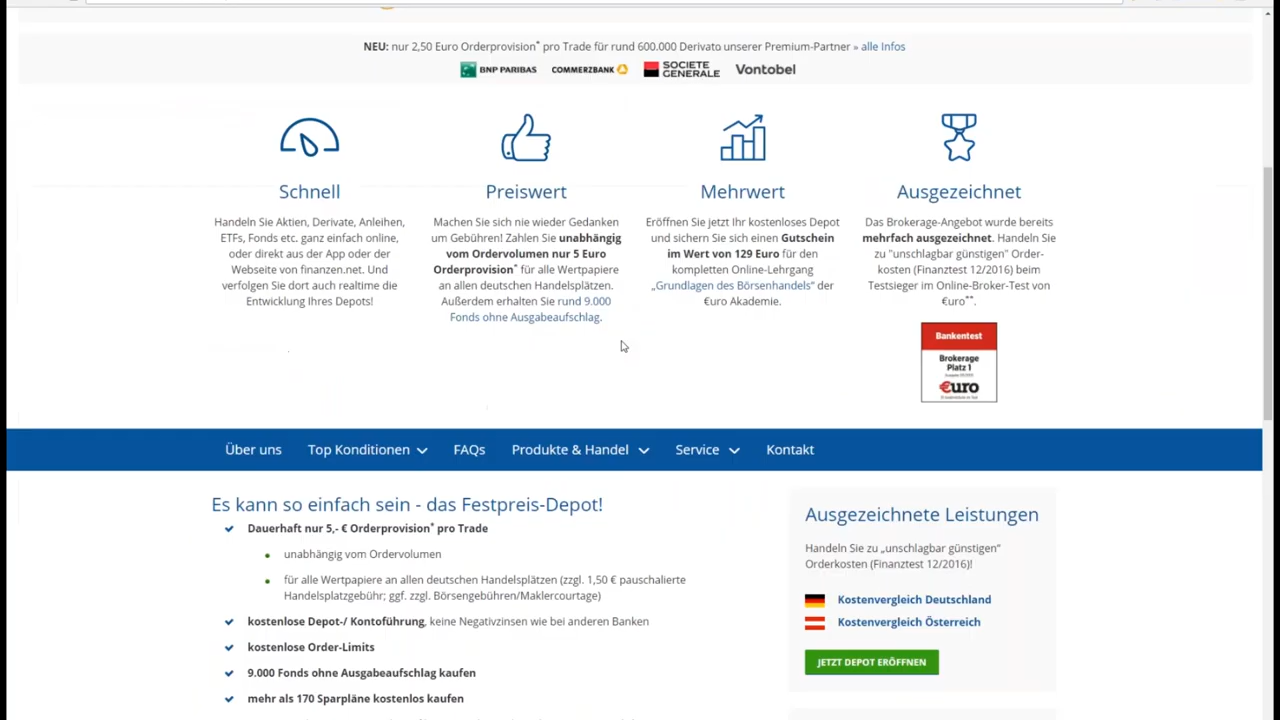 NEU: nur 2,50 Euro Orderprovision* pro Trade für rund 600.000 Derivate unserer Premium-Partner » alle Infos
BNP PARIBAS COMMERZBANK SOCIETE GENERALE Vontobel
Schnell
Handeln Sie Aktien, Derivate, Anleihen,
ETFs, Fonds etc. ganz einfach online,
oder direkt aus der App oder der
Webseite von finanzen.net. Und
verfolgen Sie dort auch realtime die
Entwicklung Ihres Depots!
Preiswert
Machen Sie sich nie wieder Gedanken
um Gebühren! Zahlen Sie unabhängig
vom Ordervolumen nur 5 Euro
Orderprovision* für alle Wertpapiere
an allen deutschen Handelsplätzen.
Außerdem erhalten Sie rund 9.000
Fonds ohne Ausgabeaufschlag.
Mehrwert
Eröffnen Sie jetzt Ihr kostenloses Depot
und sichern Sie sich einen Gutschein
im Wert von 129 Euro für den
kompletten Online-Lehrgang
„Grundlagen des Börsenhandels" der
€uro Akademie.
Ausgezeichnet
Das Brokerage-Angebot wurde bereits
mehrfach ausgezeichnet. Handeln Sie
zu "unschlagbar günstigen" Order-
kosten (Finanztest 12/2016) beim
Testsieger im Online-Broker-Test von
€uro**.
Bankentest
Brokerage
Platz 1
€uro
Über uns Top Konditionen FAQs Produkte & Handel Service Kontakt
Es kann so einfach sein - das Festpreis-Depot!
Dauerhaft nur 5,- € Orderprovision* pro Trade
unabhängig vom Ordervolumen
für alle Wertpapiere an allen deutschen Handelsplätzen (zzgl. 1,50 € pauschalierte
Handelsplatzgebühr; ggf. zzgl. Börsengebühren/Maklercourtage)
kostenlose Depot-/ Kontoführung, keine Negativzinsen wie bei anderen Banken
kostenlose Order-Limits
9.000 Fonds ohne Ausgabeaufschlag kaufen
mehr als 170 Sparpläne kostenlos kaufen
Ausgezeichnete Leistungen
Handeln Sie zu „unschlagbar günstigen"
Orderkosten (Finanztest 12/2016)!
Kostenvergleich Deutschland
Kostenvergleich Österreich
JETZT DEPOT ERÖFFNEN